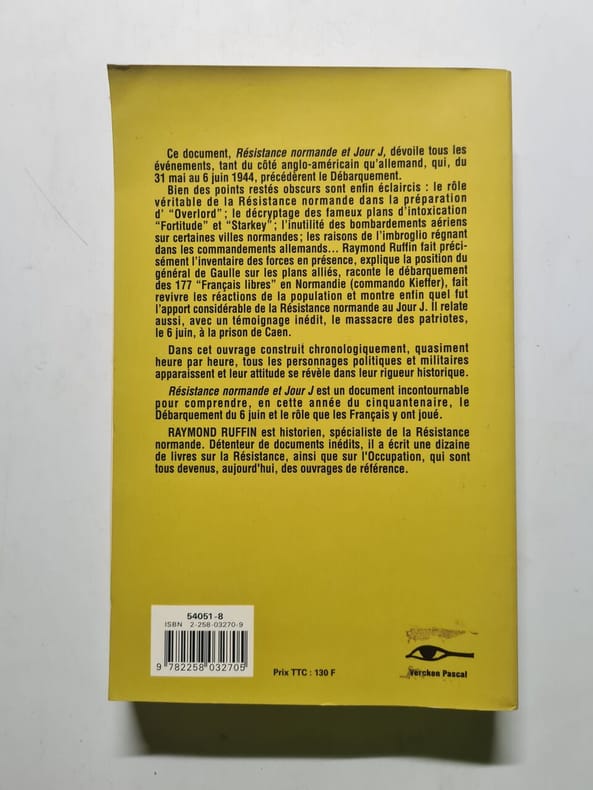 Ce document, Résistance normande et Jour J, dévoile tous les
événements, tant du côté anglo-américain qu'allemand, qui, du
31 mai au 6 juin 1944, précédèrent le Débarquement.
Bien des points restés obscurs sont enfin éclaircis : le rôle
véritable de la Résistance normande dans la préparation
d' "Overlord" ; le décryptage des fameux plans d'intoxication
"Fortitude" et "Starkey" ; l'inutilité des bombardements aériens
sur certaines villes normandes ; les raisons de l'imbroglio régnant
dans les commandements allemands... Raymond Ruffin fait préci-
sément l'inventaire des forces en présence, explique la position du
général de Gaulle sur les plans alliés, raconte le débarquement
des 177 "Français libres" en Normandie (commando Kieffer), fait
revivre les réactions de la population et montre enfin quel fut
l'apport considérable de la Résistance normande au Jour J. Il relate
aussi, avec un témoignage inédit, le massacre des patriotes,
le 6 juin, à la prison de Caen.
Dans cet ouvrage construit chronologiquement, quasiment
heure par heure, tous les personnages politiques et militaires
apparaissent et leur attitude se révèle dans leur rigueur historique.
Résistance normande et Jour J est un document incontournable
pour comprendre, en cette année du cinquantenaire, le
Débarquement du 6 juin et le rôle que les Français y ont joué.
RAYMOND RUFFIN est historien, spécialiste de la Résistance
normande. Détenteur de documents inédits, il a écrit une dizaine
de livres sur la Résistance, ainsi que sur l'Occupation, qui sont
tous devenus, aujourd'hui, des ouvrages de référence.
54051-8
ISBN 2-258-03270-9
9 782258 032705
Prix TTC : 130 F
Vercken Pascal